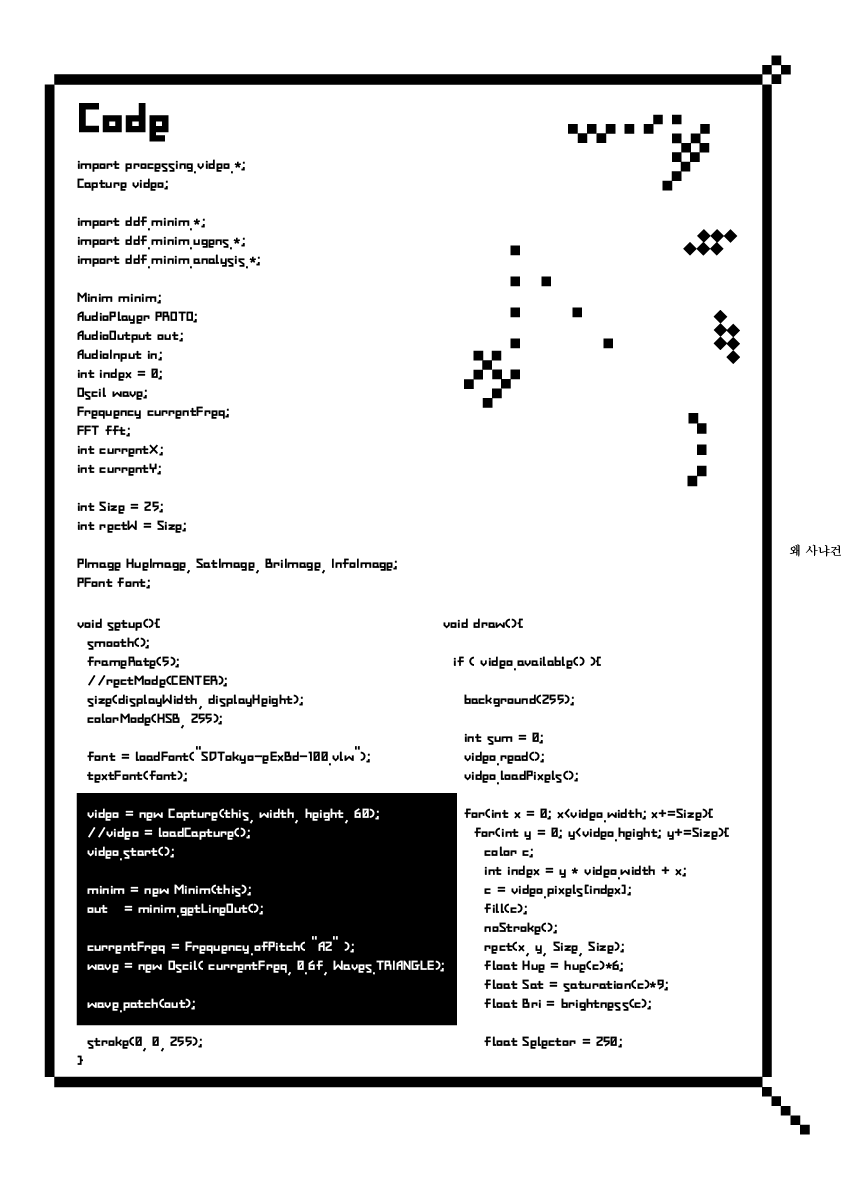 Code
import processing.video.*;
Capture video;
import ddf.minim.*;
import ddf.minim.ugens.*;
import ddf.minim.analysis.*;
Minim minim;
AudioPlayer PROTO;
AudioOutput out;
AudioInput in;
int index = 0;
Oscil wave;
Frequency currentFreq;
FFT fft;
int currentX;
int currentY;
int Size = 25;
int rectW = Size;
PImage HueImage, SatImage, BriImage, InfoImage;
PFont font;
void setup(){
smooth();
frameRate(5);
//rectMode(CENTER);
size(displayWidth, displayHeight);
colorMode(HSB, 255);
font = loadFont("SDTokyo-eExBd-100.vlw");
textFont(font);
video = new Capture(this, width, height, 60);
//video = loadCapture();
video.start();
minim = new Minim(this);
out = minim.getLineOut();
currentFreq = Frequency.ofPitch( "A2" );
wave = new Oscil( currentFreq, 0.6f, Waves.TRIANGLE);
wave.patch(out);
stroke(0, 0, 255);
}
void draw(){
if ( video.available() ){
background(255);
int sum = 0;
video.read();
video.loadPixels();
for(int x = 0; x<video.width; x+=Size){
for(int y = 0; y<video.height; y+=Size){
color c;
int index = y * video.width + x;
c = video.pixels[index];
fill(c);
noStroke();
rect(x, y, Size, Size);
float Hue = hue(c)*6;
float Sat = saturation(c)*9;
float Bri = brightness(c);
float Selector = 250;
왜 사냐건